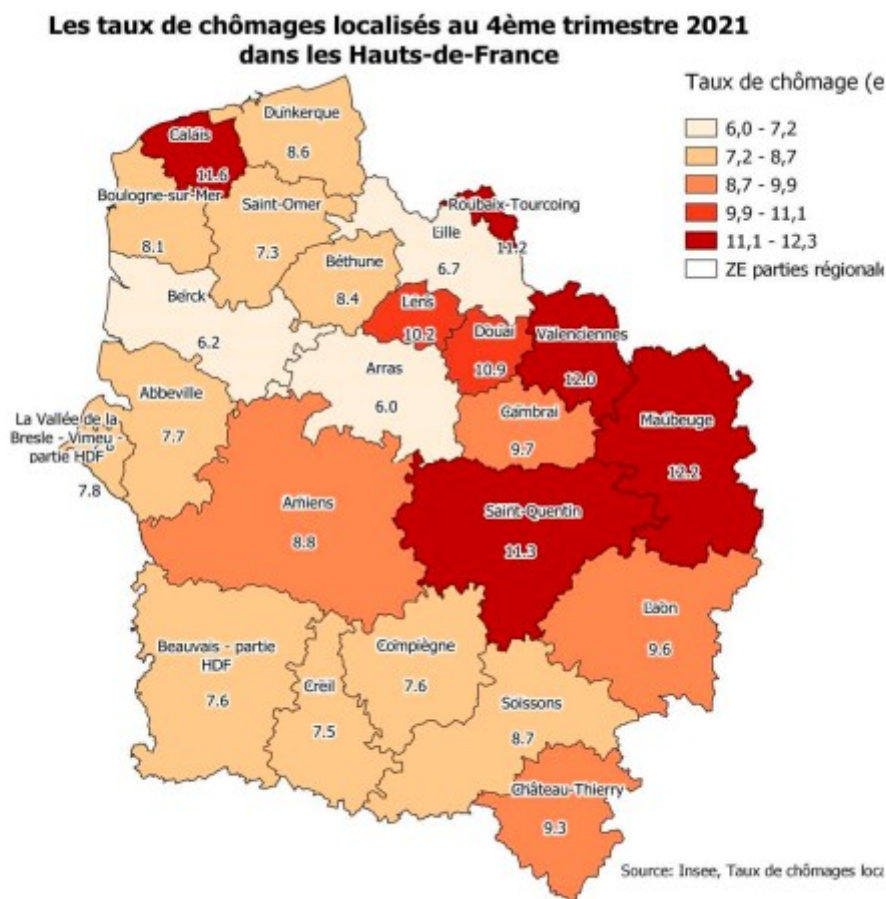 Les taux de chômages localisés au 4ème trimestre 2021
dans les Hauts-de-France
Taux de chômage (e
6,0 - 7,2
7,2 - 8,7
8,7 - 9,9
9,9 - 11,1
11,1 - 12,3
ZE parties régionale
Dunkerque
8.6
Calais
11.6
Boulogne-sur-Mer
8.1
Saint-Omer
7.3
Roubaix-Tourcoing
11.2
Lille
6.7
Béthune
8.4
Berck
6.2
Lens
10.2
Douai
10.9
Valenciennes
12.0
Arras
6.0
Abbeville
7.7
Cambrai
9.7
Maubeuge
12.2
La Vallée de la
Bresle - Vimeu -
partie HDF
7.8
Amiens
8.8
Saint-Quentin
11.3
Laon
9.6
Beauvais - partie
HDF
7.6
Compiègne
7.6
Creil
7.5
Soissons
8.7
Château-Thierry
9.3
Source: Insee, Taux de chômages loca